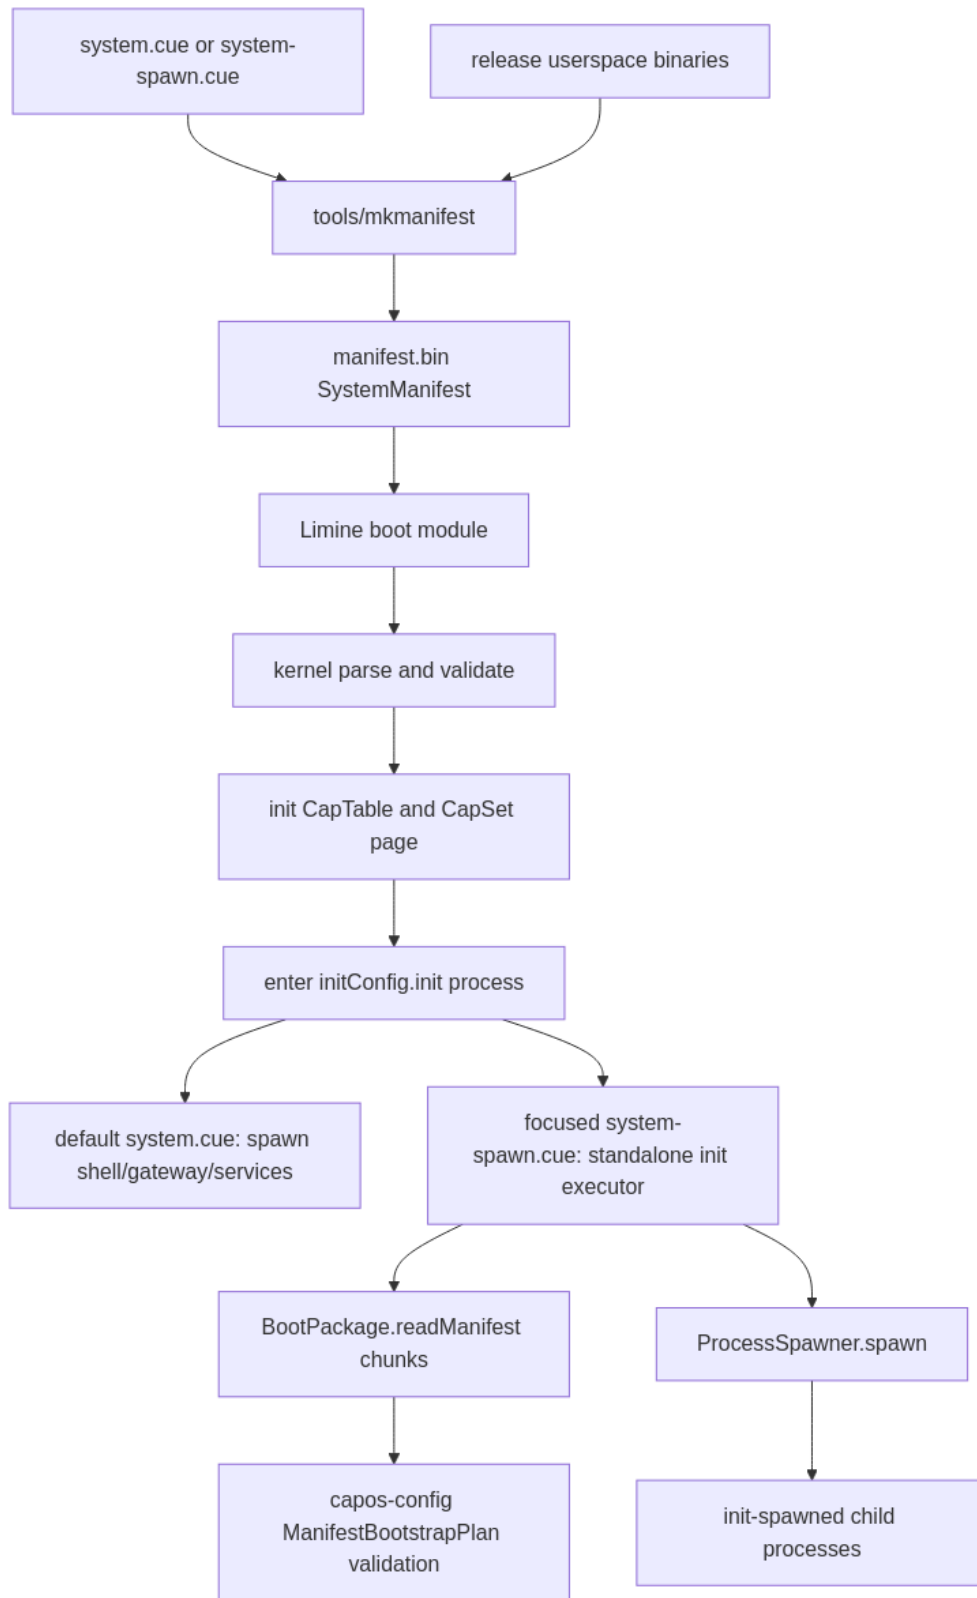 system.cue or system-
spawn.cue
release userspace binaries
tools/mkmanifest
manifest.bin
SystemManifest
Limine boot module
kernel parse and validate
init CapTable and CapSet
page
enter initConfig.init process
default system.cue: spawn
shell/gateway/services
focused system-
spawn.cue: standalone init
executor
BootPackage.readManifest
chunks
ProcessSpawner.spawn
capos-config
ManifestBootstrapPlan
validation
init-spawned child
processes